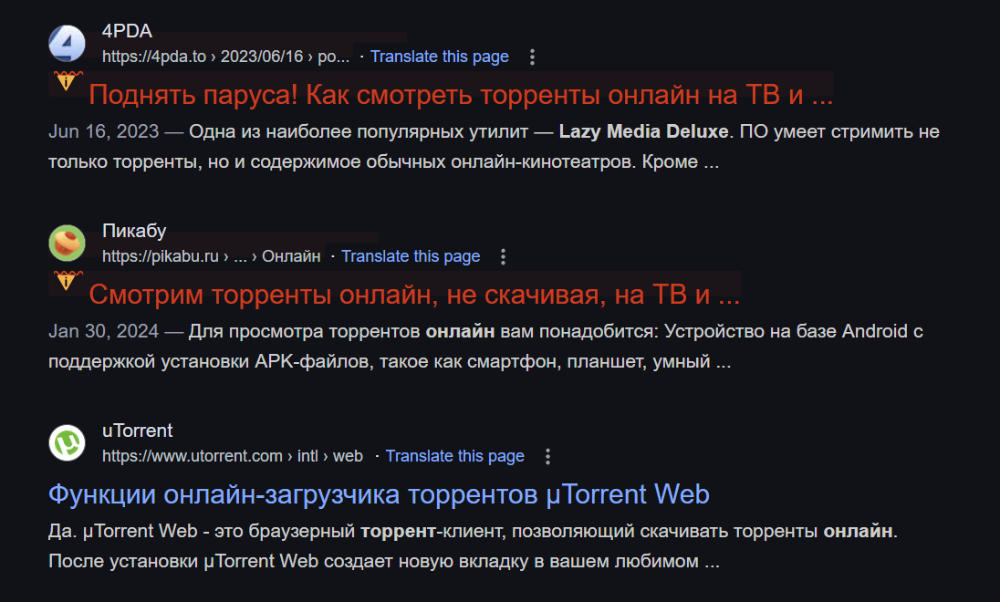 4PDA
https://4pda.to › 2023/06/16 › po... · Translate this page
Поднять паруса! Как смотреть торренты онлайн на ТВ и ...
Jun 16, 2023 — Одна из наиболее популярных утилит — Lazy Media Deluxe. ПО умеет стримить не
только торренты, но и содержимое обычных онлайн-кинотеатров. Кроме ...
Пикабу
https://pikabu.ru › ... › Онлайн · Translate this page
Смотрим торренты онлайн, не скачивая, на ТВ и ...
Jan 30, 2024 — Для просмотра торрентов онлайн вам понадобится: Устройство на базе Android с
поддержкой установки APK-файлов, такое как смартфон, планшет, умный ...
uTorrent
https://www.utorrent.com › intl › web · Translate this page
Функции онлайн-загрузчика торрентов µTorrent Web
Да. µTorrent Web - это браузерный торрент-клиент, позволяющий скачивать торренты онлайн.
После установки µTorrent Web создает новую вкладку в вашем любимом ...